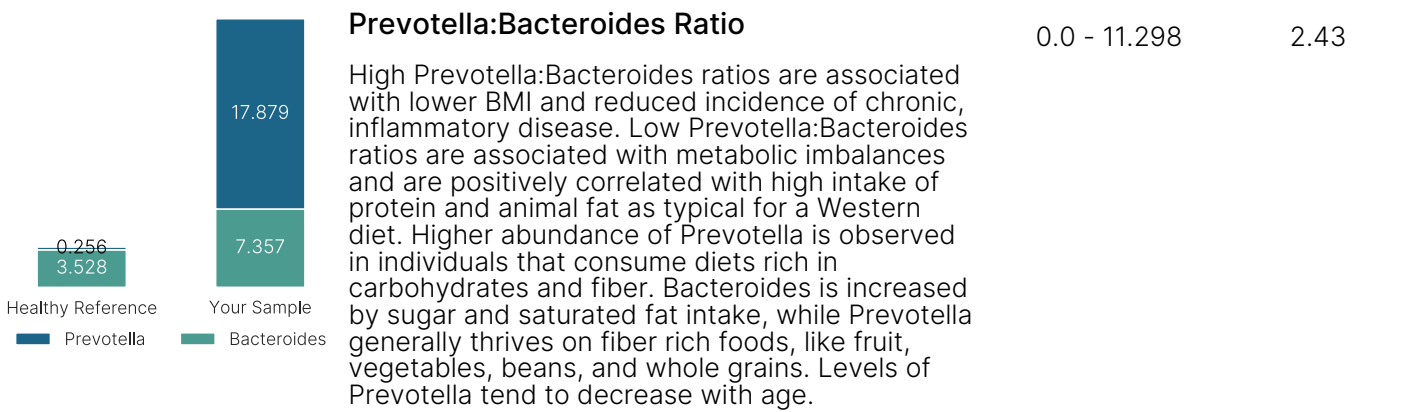 Prevotella:Bacteroides Ratio
0.0 - 11.298
2.43
High Prevotella:Bacteroides ratios are associated
with lower BMI and reduced incidence of chronic,
inflammatory disease. Low Prevotella:Bacteroides
ratios are associated with metabolic imbalances
and are positively correlated with high intake of
protein and animal fat as typical for a Western
diet. Higher abundance of Prevotella is observed
in individuals that consume diets rich in
carbohydrates and fiber. Bacteroides is increased
by sugar and saturated fat intake, while Prevotella
generally thrives on fiber rich foods, like fruit,
vegetables, beans, and whole grains. Levels of
Prevotella tend to decrease with age.
17.879
7.357
0.256
3.528
Healthy Reference
Your Sample
Prevotella
Bacteroides